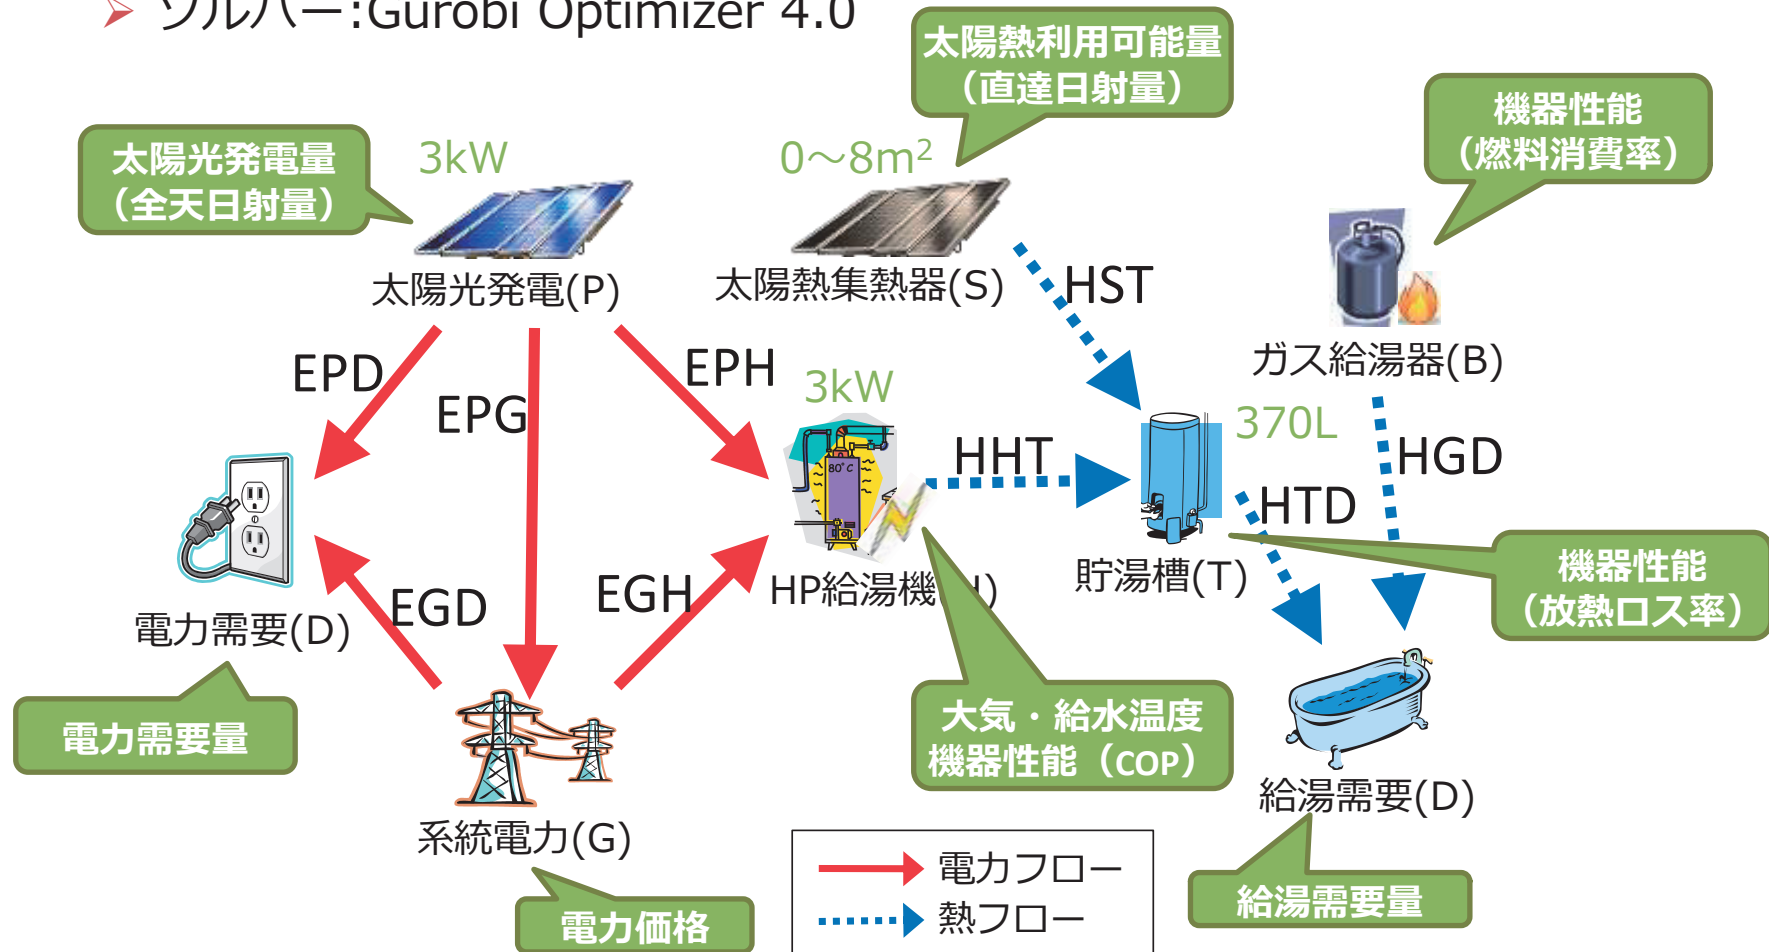 ソルバー:Gurobi Optimizer 4.0
太陽熱利用可能量
（直達日射量）
機器性能
（燃料消費率）
太陽光発電量
（全天日射量）
3kW
0～8m²
太陽光発電(P)
太陽熱集熱器(S)
HST
ガス給湯器(B)
EPD
EPG
EPH
3kW
80°C
370L
HHT
HGD
HTD
HP給湯機
貯湯槽(T)
機器性能
（放熱ロス率）
EGD
EGH
電力需要(D)
電力需要量
大気・給水温度
機器性能（COP）
給湯需要(D)
系統電力(G)
電力フロー
熱フロー
給湯需要量
電力価格